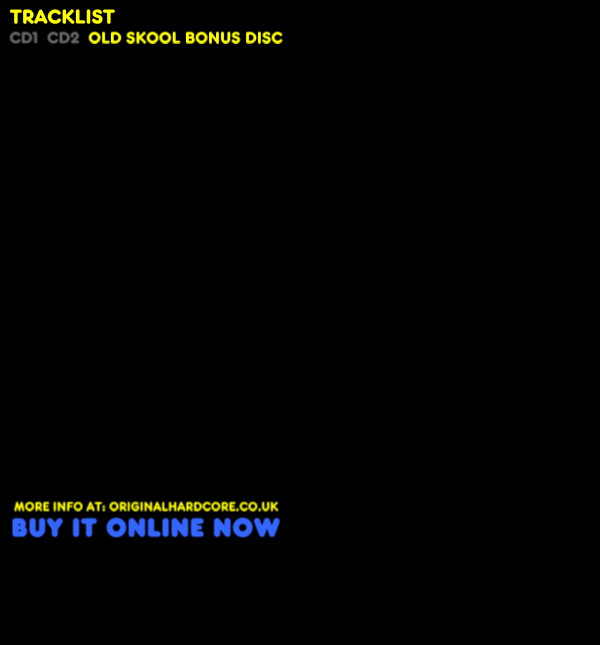 TRACKLIST
CD1 CD2 OLD SKOOL BONUS DISC
MORE INFO AT: ORIGINALHARDCORE.CO.UK
BUY IT ONLINE NOW